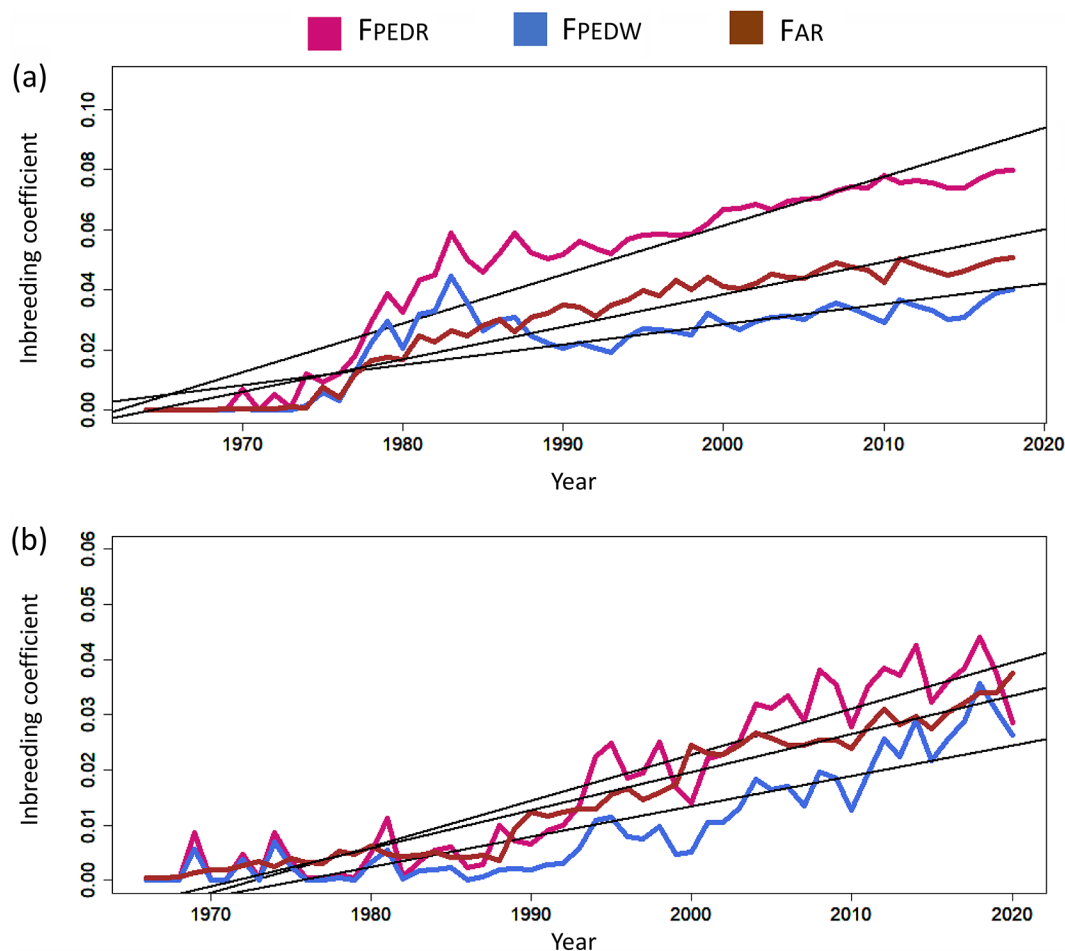 FPEDR FPEDW FAR
(a)
0.10
0.08
0.06
0.04
0.02
0.00
Inbreeding coefficient
1970 1980 1990 2000 2010 2020
Year
(b)
0.06
0.05
0.04
0.03
0.02
0.01
0.00
Inbreeding coefficient
1970 1980 1990 2000 2010 2020
Year